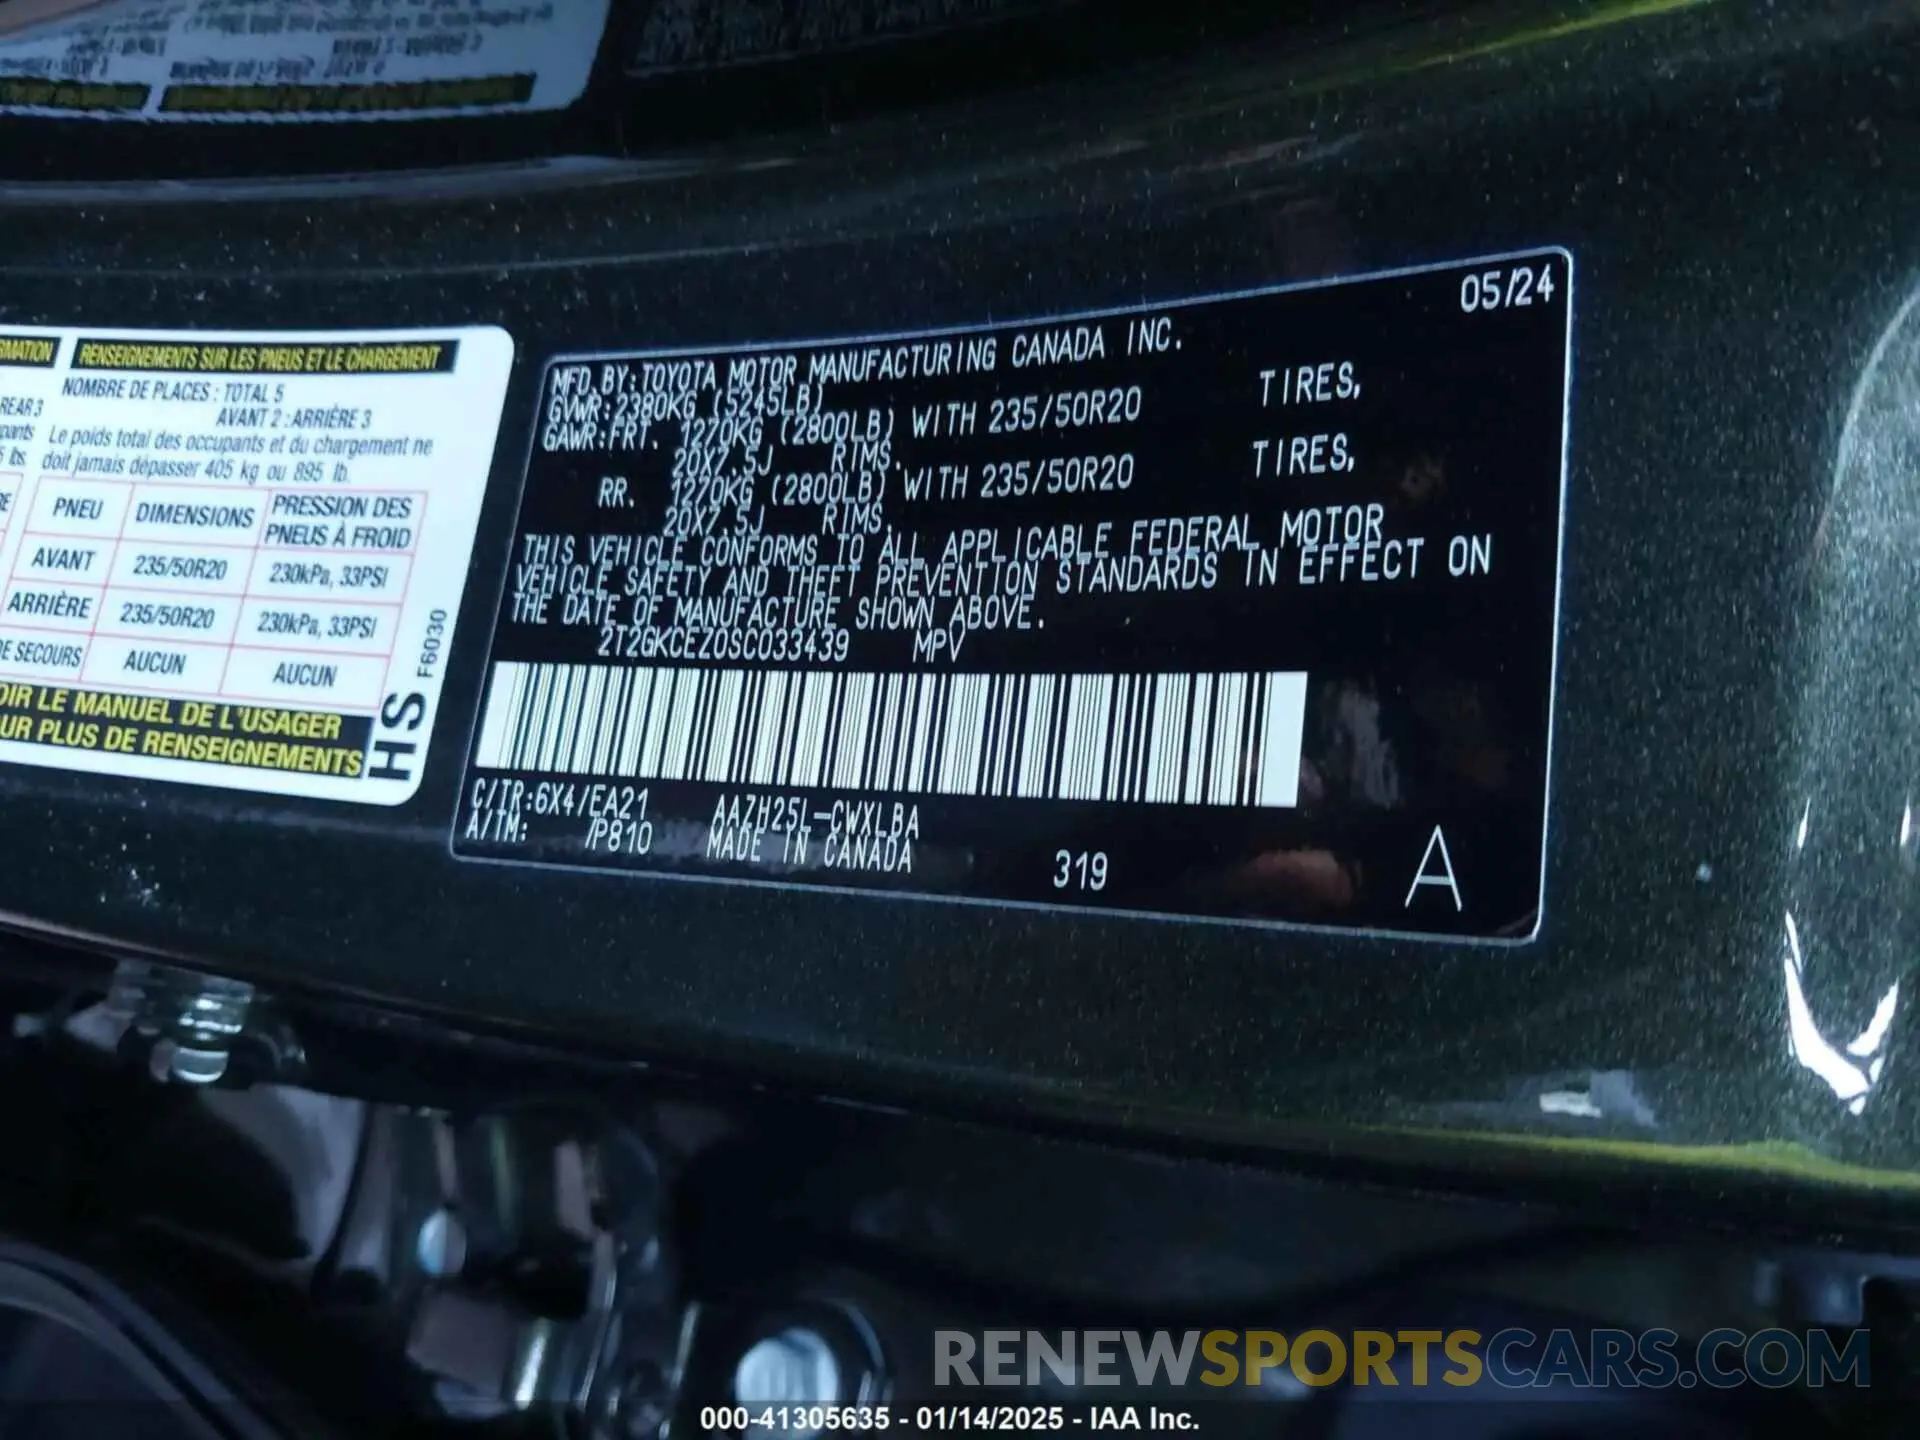 RENSEIGNEMENTS SUR LES PNEUS ET LE CHARGEMENT
NOMBRE DE PLACES : TOTAL 5
REAR 3
AVANT 2 : ARRIÈRE 3
Le poids total des occupants et du chargement ne
lbs. doit jamais dépasser 405 kg ou 895 lb.
PNEU DIMENSIONS PRESSION DES PNEUS À FROID
AVANT 235/50R20 230kPa, 33PSI
ARRIÈRE 235/50R20 230kPa, 33PSI
DE SECOURS AUCUN AUCUN
OIR LE MANUEL DE L'USAGER
UR PLUS DE RENSEIGNEMENTS
HS F6030
05/24
MFD.BY:TOYOTA MOTOR MANUFACTURING CANADA INC.
GVWR:2380KG (5245LB)
GAWR:FRT. 1270KG (2800LB) WITH 235/50R20 TIRES,
20X7.5J RIMS.
RR. 1270KG (2800LB) WITH 235/50R20 TIRES,
20X7.5J RIMS.
THIS VEHICLE CONFORMS TO ALL APPLICABLE FEDERAL MOTOR
VEHICLE SAFETY AND THEFT PREVENTION STANDARDS IN EFFECT ON
THE DATE OF MANUFACTURE SHOWN ABOVE.
2T2GKCEZ0SC033439 MPV
C/TR:6X4/EA21 AAZH25L-CWXLBA
A/TM: /P810 MADE IN CANADA
319
A
RENEWSPORTSCARS.COM
000-41305635 - 01/14/2025 - IAA Inc.